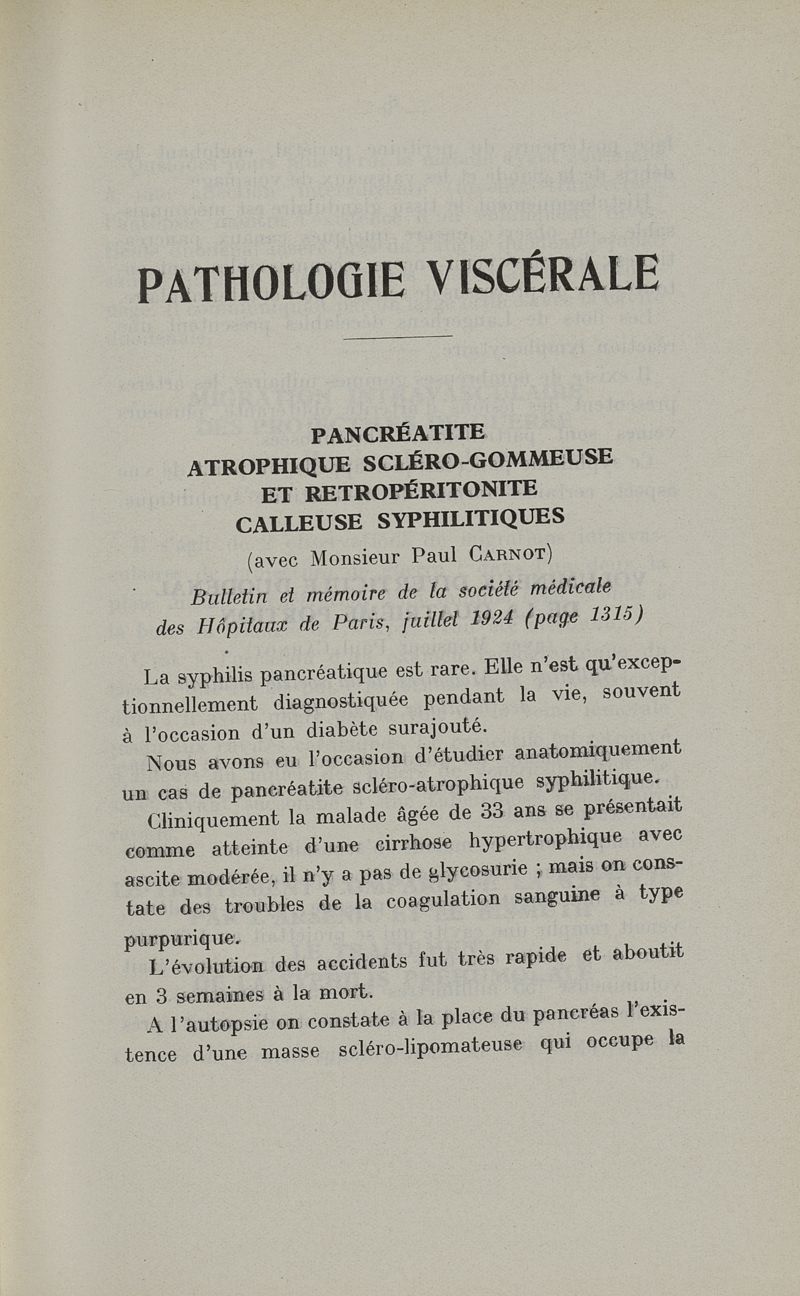 PATHOLOGIE VISCÉRALE
PANCRÉATITE
ATROPHIQUE SCLÉRO-GOMMEUSE
ET RETROPÉRITONITE
CALLEUSE SYPHILITIQUES
(avec Monsieur Paul CARNOT)
Bulletin et mémoire de la société médicale
des Hôpitaux de Paris, juillet 1924 (page 1315)
La syphilis pancréatique est rare. Elle n'est qu'excep-
tionnellement diagnostiquée pendant la vie, souvent
à l'occasion d'un diabète surajouté.
Nous avons eu l'occasion d'étudier anatomiquement
un cas de pancréatite scléro-atrophique syphilitique.
Cliniquement la malade âgée de 33 ans se présentait
comme atteinte d'une cirrhose hypertrophique avec
ascite modérée, il n'y a pas de glycosurie ; mais on cons-
tate des troubles de la coagulation sanguine à type
purpurique.
L'évolution des accidents fut très rapide et aboutit
en 3 semaines à la mort.
A l'autopsie on constate à la place du pancréas l'exis-
tence d'une masse scléro-lipomateuse qui occupe la